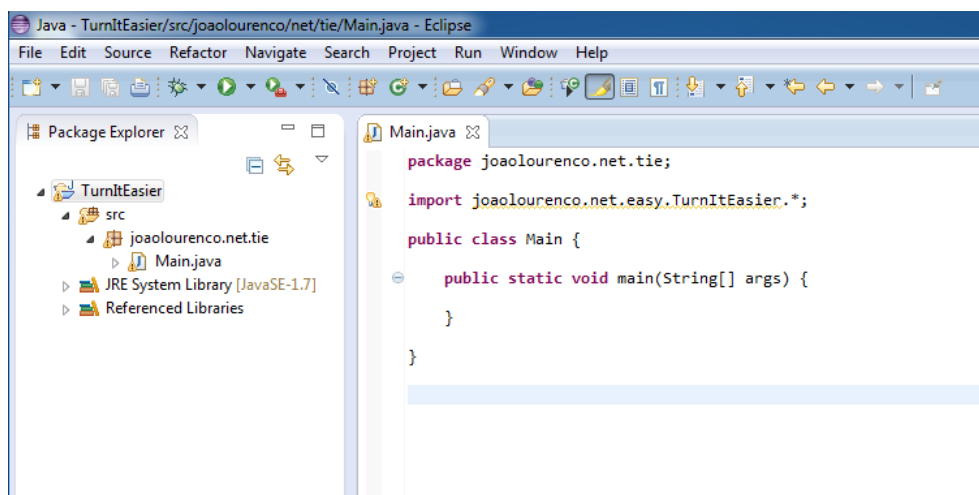 Java - TurnItEasier/src/joaolourenco/net/tie/Main.java - Eclipse
File Edit Source Refactor Navigate Search Project Run Window Help
Package Explorer
TurnItEasier
src
joaolourenco.net.tie
Main.java
JRE System Library [JavaSE-1.7]
Referenced Libraries
Main.java
package joaolourenco.net.tie;
import joaolourenco.net.easy.TurnItEasier.*;
public class Main {
public static void main(String[] args) {
}
}